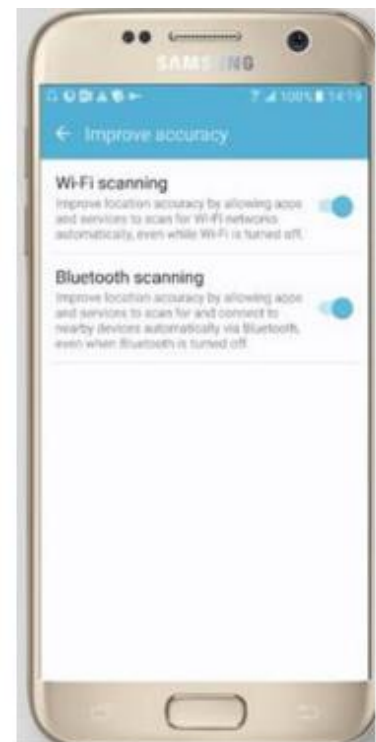 SAMSUNG
100% 14:19
Improve accuracy
Wi-Fi scanning
Improve location accuracy by allowing apps
and services to scan for Wi-Fi networks
automatically, even while Wi-Fi is turned off.
Bluetooth scanning
Improve location accuracy by allowing apps
and services to scan for and connect to
nearby devices automatically via Bluetooth,
even when Bluetooth is turned off